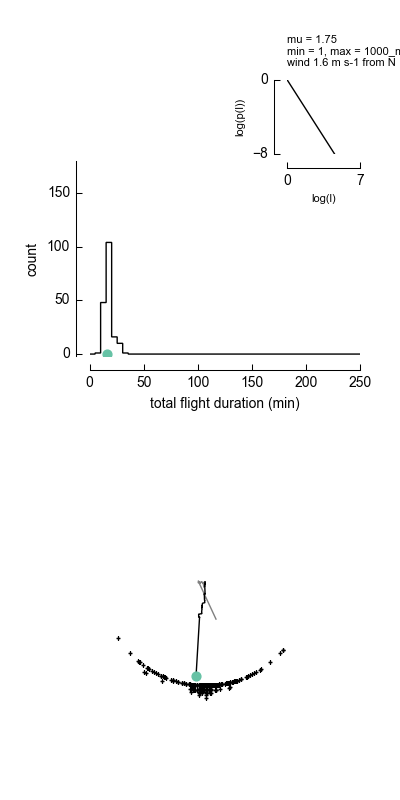 mu = 1.75
min = 1, max = 1000_m
wind 1.6 m s-1 from N
0
log(p(l))
−8
0 7
log(l)
150
100
count
50
0
0 50 100 150 200 250
total flight duration (min)